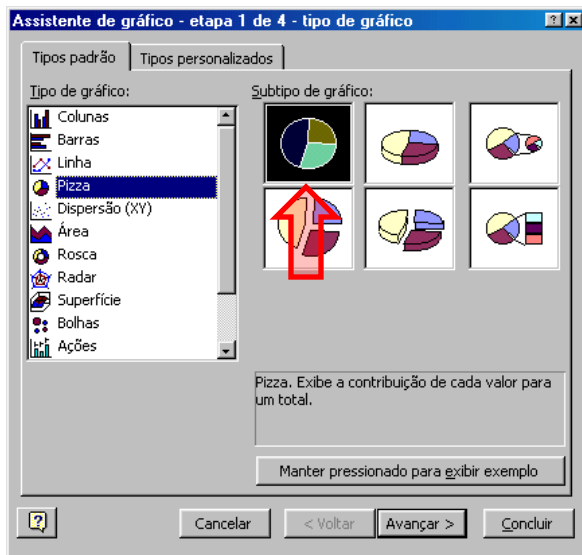 Assistente de gráfico - etapa 1 de 4 - tipo de gráfico
Tipos padrão
Tipos personalizados
Tipo de gráfico:
Subtipo de gráfico:
Colunas
Barras
Linha
Pizza
Dispersão (XY)
Área
Rosca
Radar
Superfície
Bolhas
Ações
Pizza. Exibe a contribuição de cada valor para
um total.
Manter pressionado para exibir exemplo
Cancelar
< Voltar
Avançar >
Concluir